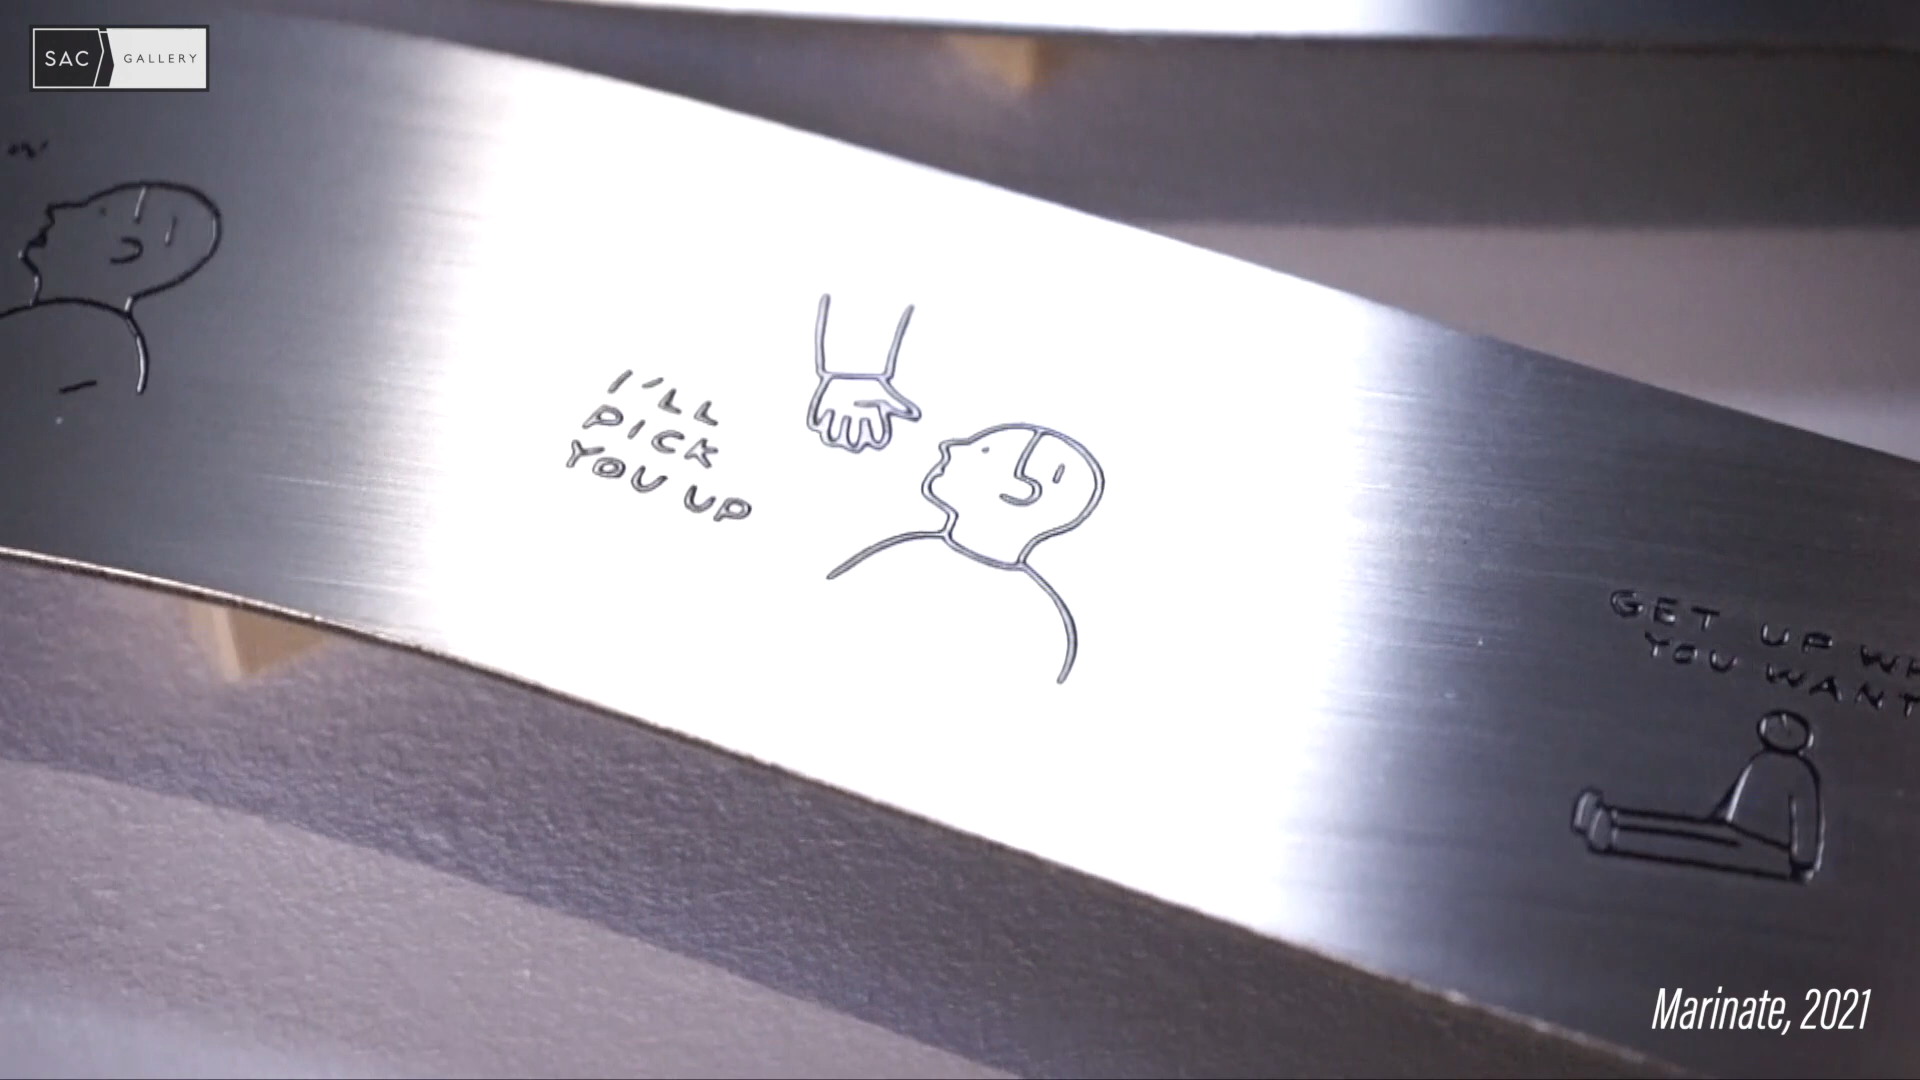 SAC GALLERY
I'LL
PICK
YOU UP
GET UP
YOU WANT
Marinate, 2021